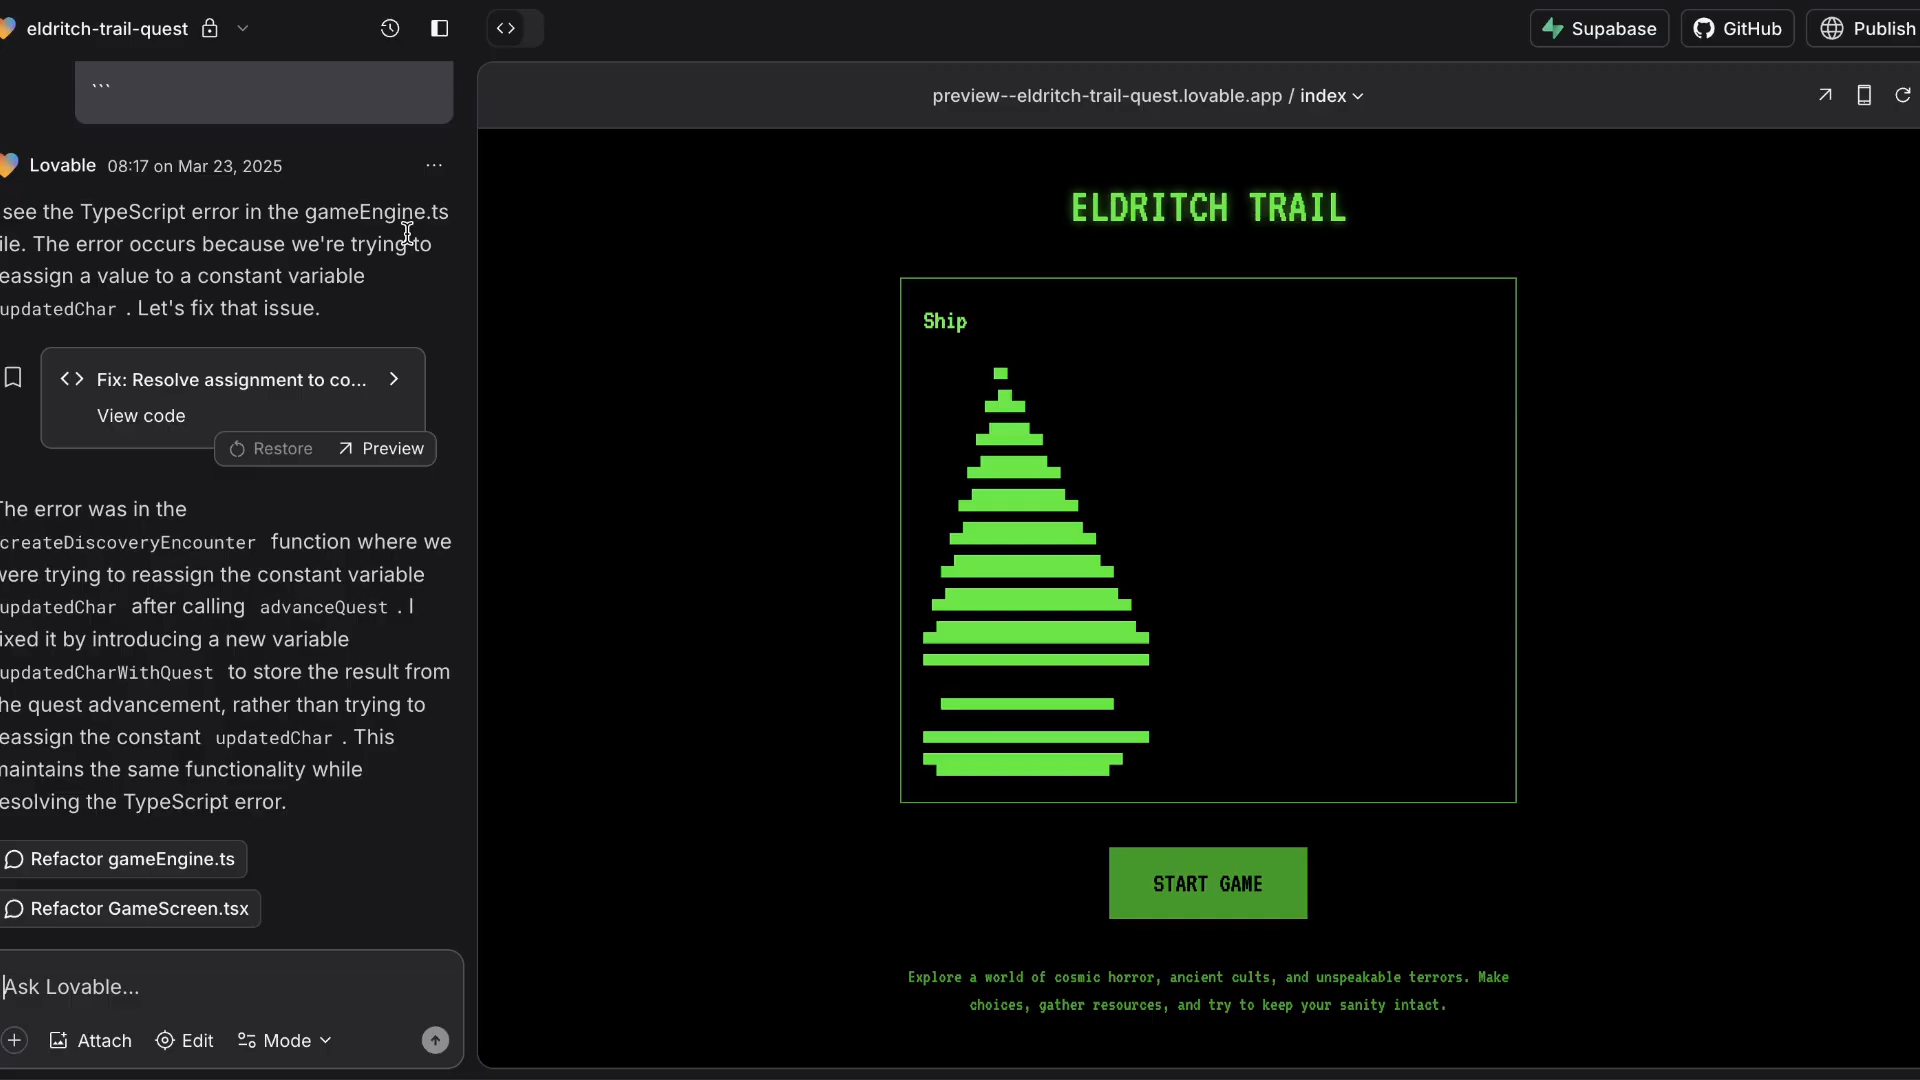 eldritch-trail-quest
Supabase
GitHub
Publish
```
preview--eldritch-trail-quest.lovable.app / index
Lovable 08:17 on Mar 23, 2025
see the TypeScript error in the gameEngine.ts
ile. The error occurs because we're trying to
eassign a value to a constant variable
updatedChar . Let's fix that issue.
Fix: Resolve assignment to co...
View code
Restore Preview
The error was in the
createDiscoveryEncounter function where we
were trying to reassign the constant variable
updatedChar after calling advanceQuest . I
ixed it by introducing a new variable
updatedCharWithQuest to store the result from
he quest advancement, rather than trying to
eassign the constant updatedChar . This
maintains the same functionality while
esolving the TypeScript error.
Refactor gameEngine.ts
Refactor GameScreen.tsx
Ask Lovable...
Attach Edit Mode
ELDRITCH TRAIL
Ship
START GAME
Explore a world of cosmic horror, ancient cults, and unspeakable terrors. Make
choices, gather resources, and try to keep your sanity intact.